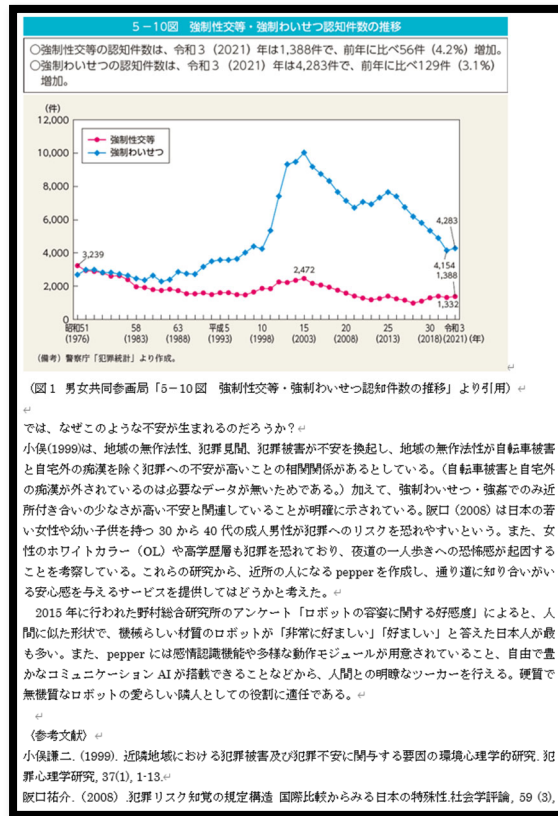 5－10図　強制性交等・強制わいせつ認知件数の推移
○強制性交等の認知件数は、令和３（2021）年は1,388件で、前年に比べ56件（4.2%）増加。
○強制わいせつの認知件数は、令和３（2021）年は4,283件で、前年に比べ129件（3.1%）
増加。
（件）
12,000
10,000
8,000
6,000
4,000
2,000
0
強制性交等
強制わいせつ
3,239
2,472
4,283
4,154
1,388
1,332
昭和51 58 63 平成５ 10 15 20 25 30 令和３
(1976) (1983) (1988) (1993) (1998) (2003) (2008) (2013) (2018) (2021)（年）
（備考）警察庁「犯罪統計」より作成。
（図1 男女共同参画局「5－10図　強制性交等・強制わいせつ認知件数の推移」より引用）
では、なぜこのような不安が生まれるのだろうか？
小俣(1999)は、地域の無作法性、犯罪見聞、犯罪被害が不安を喚起し、地域の無作法性が自転車被害
と自宅外の痴漢を除く犯罪への不安が高いことの相関関係があるとしている。（自転車被害と自宅外
の痴漢が外されているのは必要なデータが無いためである。）加えて、強制わいせつ・強姦でのみ近
所付き合いの少なさが高い不安と関連していることが明確に示されている。阪口（2008）は日本の若
い女性や幼い子供を持つ 30 から 40 代の成人男性が犯罪へのリスクを恐れやすいという。また、女
性のホワイトカラー（OL）や高学歴層も犯罪を恐れており、夜道の一人歩きへの恐怖感が起因する
ことを考察している。これらの研究から、近所の人になる pepper を作成し、通り道に知り合いがい
る安心感を与えるサービスを提供してはどうかと考えた。
2015 年に行われた野村総合研究所のアンケート「ロボットの容姿に関する好感度」によると、人
間に似た形状で、機械らしい材質のロボットが「非常に好ましい」「好ましい」と答えた日本人が最
も多い。また、pepper には感情認識機能や多様な動作モジュールが用意されていること、自由で豊
かなコミュニケーション AI が搭載できることなどから、人間との明瞭なツーカーを行える。硬質で
無機質なロボットの愛らしい隣人としての役割に適任である。
〈参考文献〉
小俣謙二. (1999). 近隣地域における犯罪被害及び犯罪不安に関与する要因の環境心理学的研究. 犯
罪心理学研究, 37(1), 1-13.
阪口祐介.（2008）.犯罪リスク知覚の規定構造 国際比較からみる日本の特殊性.社会学評論, 59 (3),